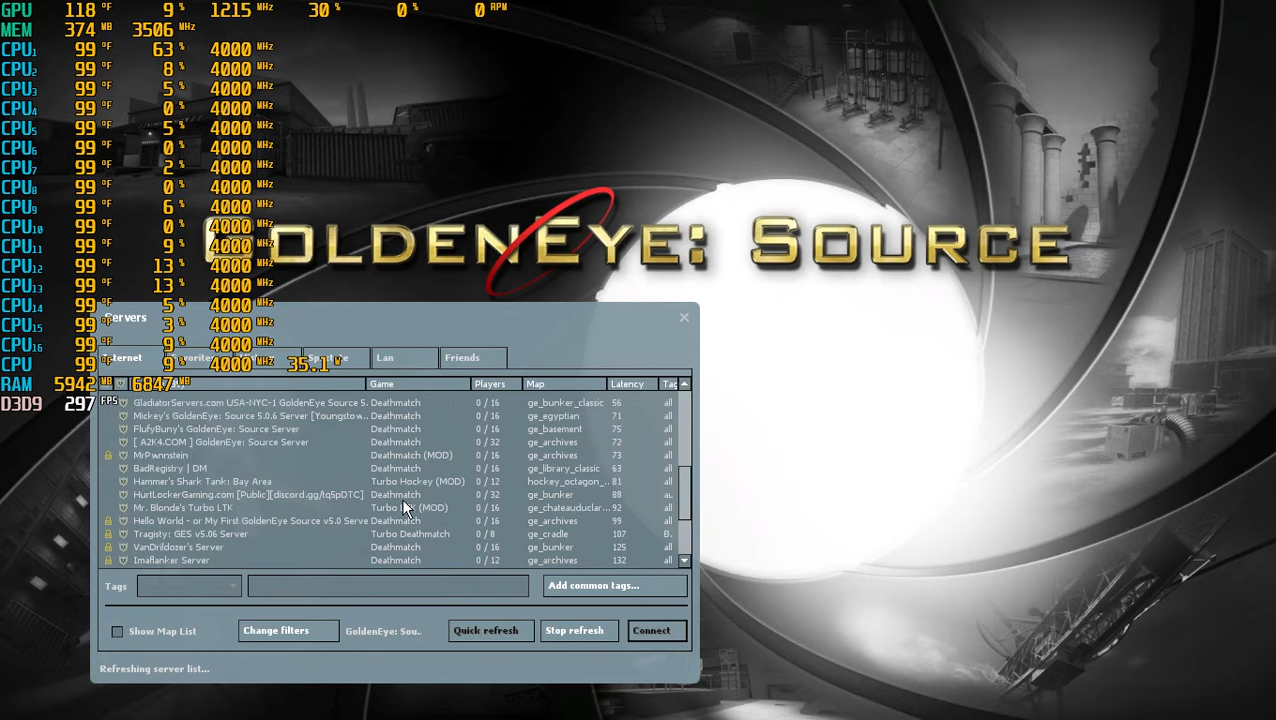 GPU 118 °F 9 % 1215 MHz 30 % 0 % 0 RPM
MEM 374 MB 3506 MHz
CPU1 99 °F 63 % 4000 MHz
CPU2 99 °F 8 % 4000 MHz
CPU3 99 °F 5 % 4000 MHz
CPU4 99 °F 0 % 4000 MHz
CPU5 99 °F 5 % 4000 MHz
CPU6 99 °F 0 % 4000 MHz
CPU7 99 °F 2 % 4000 MHz
CPU8 99 °F 0 % 4000 MHz
CPU9 99 °F 6 % 4000 MHz
CPU10 99 °F 0 % 4000 MHz
CPU11 99 °F 9 % 4000 MHz
CPU12 99 °F 13 % 4000 MHz
CPU13 99 °F 13 % 4000 MHz
CPU14 99 °F 5 % 4000 MHz
CPU15 99 °F 3 % 4000 MHz
CPU16 99 °F 9 % 4000 MHz
CPU 99 °F 9 % 4000 MHz 35.1 W
RAM 5942 MB 6847 MB
D3D9 297 FPS
GoldenEye: Source
Servers
Internet Lan Friends
Game Players Map Latency Tag
GladiatorServers.com USA-NYC-1 GoldenEye Source 5. Deathmatch 0 / 16 ge_bunker_classic 56 all
Mickey's GoldenEye: Source 5.0.6 Server [Youngstow.. Deathmatch 0 / 16 ge_egyptian 71 all
FlufyBuny's GoldenEye: Source Deathmatch 0 / 16 ge_basement 75 all
[ A2K4.COM ] GoldenEye: Source Server Deathmatch 0 / 32 ge_archives 72 all
MrPwnnstein Deathmatch (MOD) 0 / 16 ge_archives 73 all
BadRegistry | DM Deathmatch 0 / 16 ge_library_classic 63 all
Hammer's Shark Tank: Bay Area Turbo Hockey (MOD) 0 / 12 hockey_octagon_.. 81 all
HurtLockerGaming.com [Public][discord.gg/tq5pDTC] Deathmatch 0 / 32 ge_bunker 88
Mr. Blonde's Turbo LTK (MOD) 0 / 16 ge_chateauduclar... 92 all
Hello World - or My First GoldenEye Source v5.0 Serve Deathmatch 0 / 16 ge_archives 99 all
Tragisty: GES v5.06 Server Turbo Deathmatch 0 / 8 ge_cradle 107 B.
VanDrildozer's Server Deathmatch 0 / 16 ge_bunker 125 all
Imaflanker Server Deathmatch 0 / 12 ge_archives 132 all
Tags Add common tags...
Show Map List Change filters GoldenEye: Sou.. Quick refresh Stop refresh Connect
Refreshing server list...